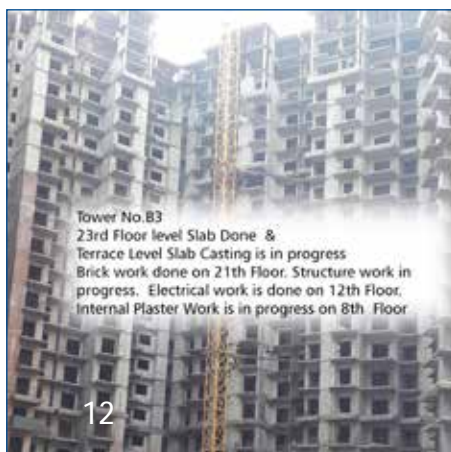 Tower No.B3
23rd Floor level Slab Done &
Terrace Level Slab Casting is in progress
Brick work done on 21th Floor. Structure work in
progress. Electrical work is done on 12th Floor.
Internal Plaster Work is in progress on 8th Floor
12